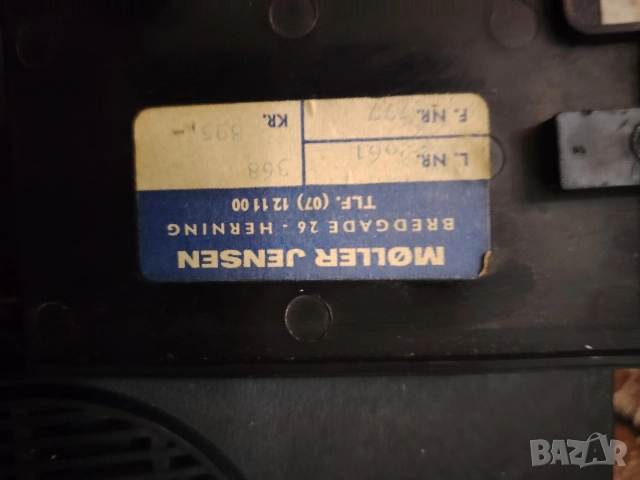 MØLLER JENSEN
BREDGADE 26 - HERNING
TLF. (07) 12 11 00
L. NR. 368
F. NR. KR. 895,-
BAZAR